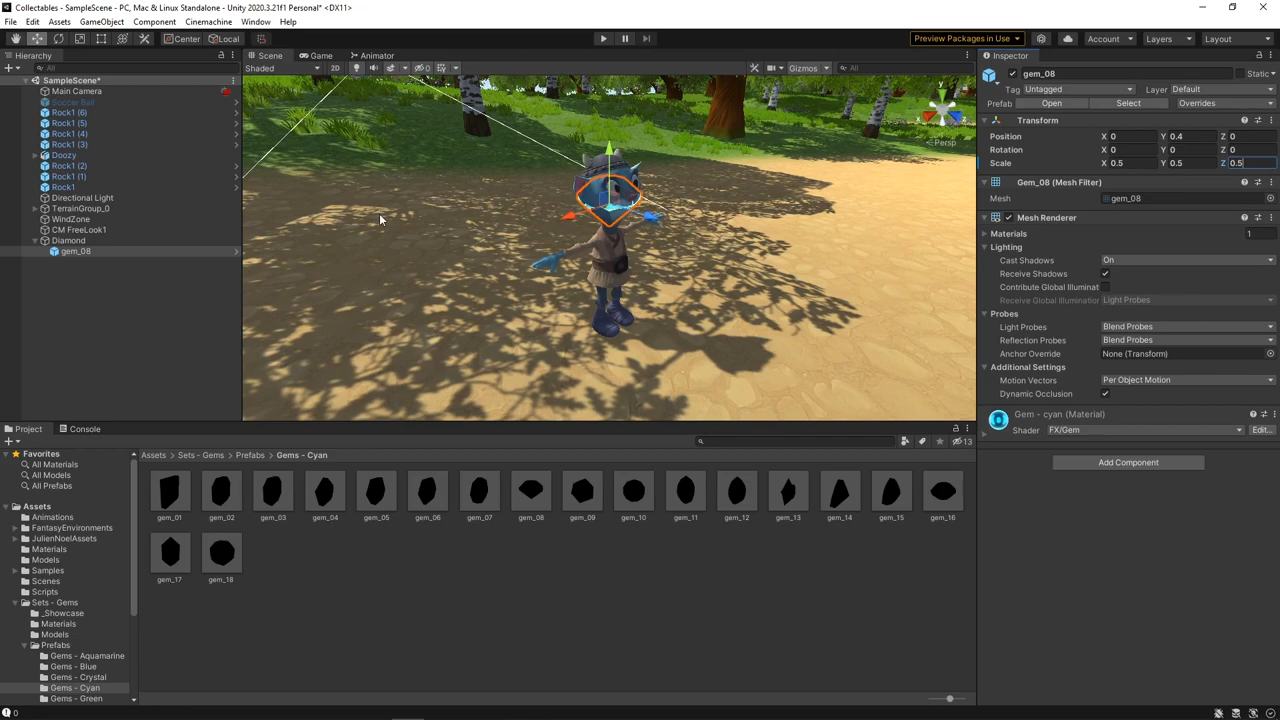 Collectables - SampleScene - PC, Mac & Linux Standalone - Unity 2020.3.21f1 Personal* <DX11>
File Edit Assets GameObject Component Cinemachine Window Help
Center Local Preview Packages in Use Account Layers Layout
Hierarchy
All
SampleScene*
Main Camera
Soccer Ball
Rock1 (6)
Rock1 (5)
Rock1 (4)
Rock1 (3)
Doozy
Rock1 (2)
Rock1 (1)
Rock1
Directional Light
TerrainGroup_0
WindZone
CM FreeLook1
Diamond
gem_08
Scene Game Animator
Shaded 2D 0 Gizmos All
y
Persp
Inspector
gem_08 Static
Tag Untagged Layer Default
Prefab Open Select Overrides
Transform
Position X 0 Y 0.4 Z 0
Rotation X 0 Y 0 Z 0
Scale X 0.5 Y 0.5 Z 0.5
Gem_08 (Mesh Filter)
Mesh gem_08
Mesh Renderer
Materials 1
Lighting
Cast Shadows On
Receive Shadows
Contribute Global Illuminat
Receive Global Illumination Light Probes
Probes
Light Probes Blend Probes
Reflection Probes Blend Probes
Anchor Override None (Transform)
Additional Settings
Motion Vectors Per Object Motion
Dynamic Occlusion
Gem - cyan (Material)
Shader FX/Gem Edit...
Add Component
Project Console
13
Favorites
All Materials
All Models
All Prefabs
Assets
Animations
FantasyEnvironments
JulienNoelAssets
Materials
Models
Samples
Scenes
Scripts
Sets - Gems
_Showcase
Materials
Models
Prefabs
Gems - Aquamarine
Gems - Blue
Gems - Crystal
Gems - Cyan
Gems - Green
Assets Sets - Gems Prefabs Gems - Cyan
gem_01 gem_02 gem_03 gem_04 gem_05 gem_06 gem_07 gem_08 gem_09 gem_10 gem_11 gem_12 gem_13 gem_14 gem_15 gem_16
gem_17 gem_18
0